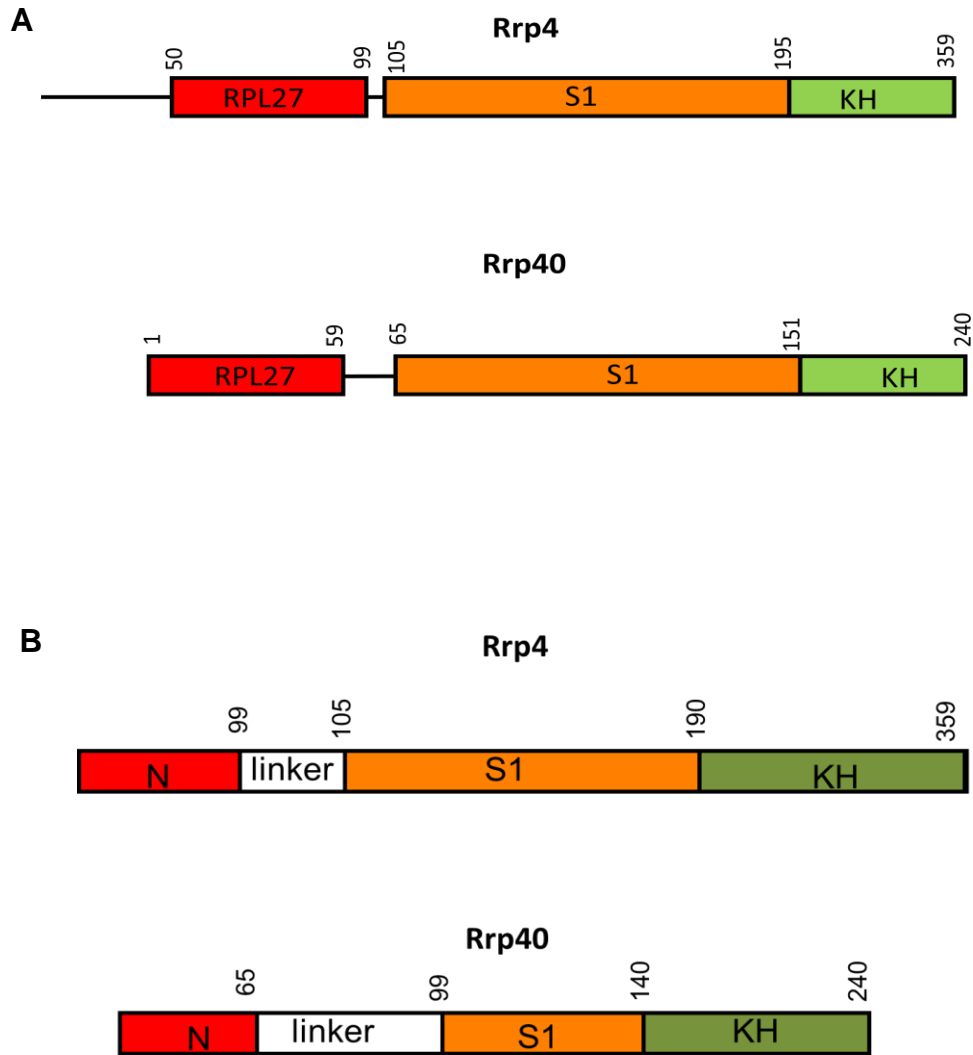 A
Rrp4
50 99 105 195 359
RPL27 S1 KH
Rrp40
1 59 65 151 240
RPL27 S1 KH
B
Rrp4
99 105 190 359
N linker S1 KH
Rrp40
65 99 140 240
N linker S1 KH